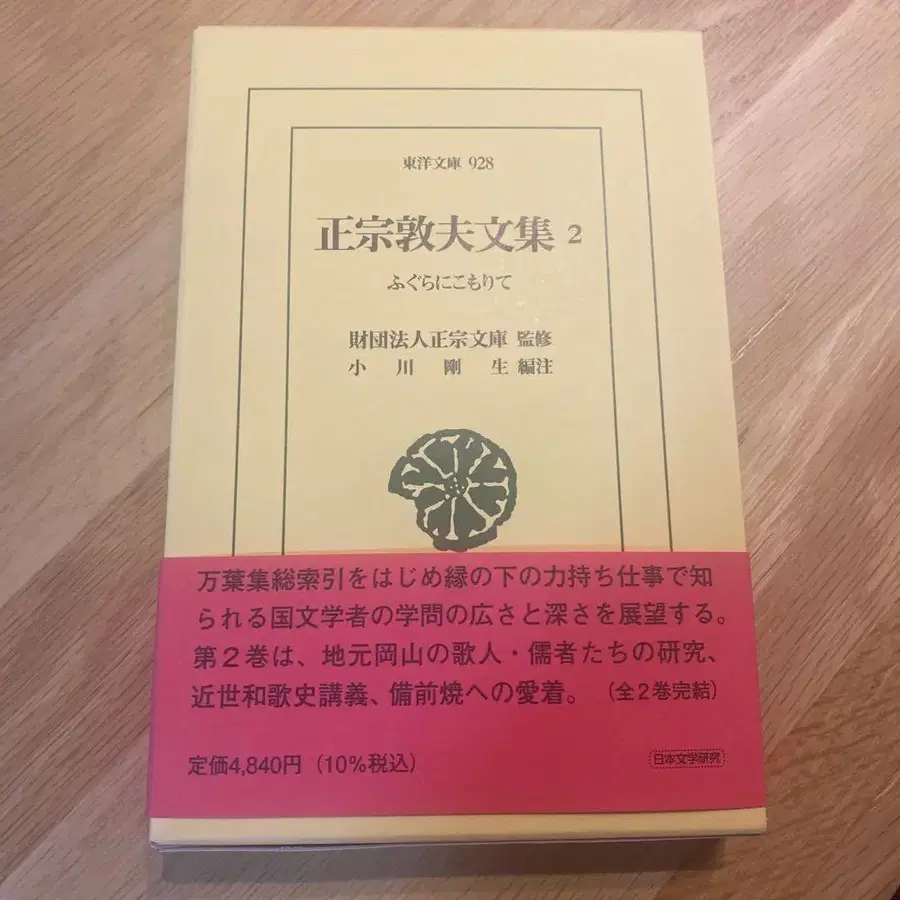 東洋文庫 928
正宗敦夫文集 2
ふぐらにこもりて
財団法人正宗文庫 監修
小川剛生 編注
万葉集総索引をはじめ縁の下の力持ち仕事で知
られる国文学者の学問の広さと深さを展望する。
第2巻は、地元岡山の歌人・儒者たちの研究、
近世和歌史講義、備前焼への愛着。（全2巻完結）
定価4,840円（10%税込）
日本文学研究